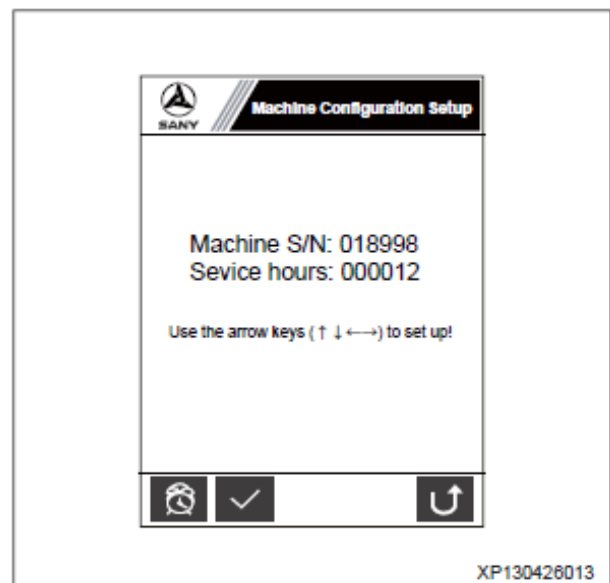 SANY
Machine Configuration Setup
Machine S/N: 018998
Sevice hours: 000012
Use the arrow keys (↑ ↓ ←→) to set up!
XP130426013